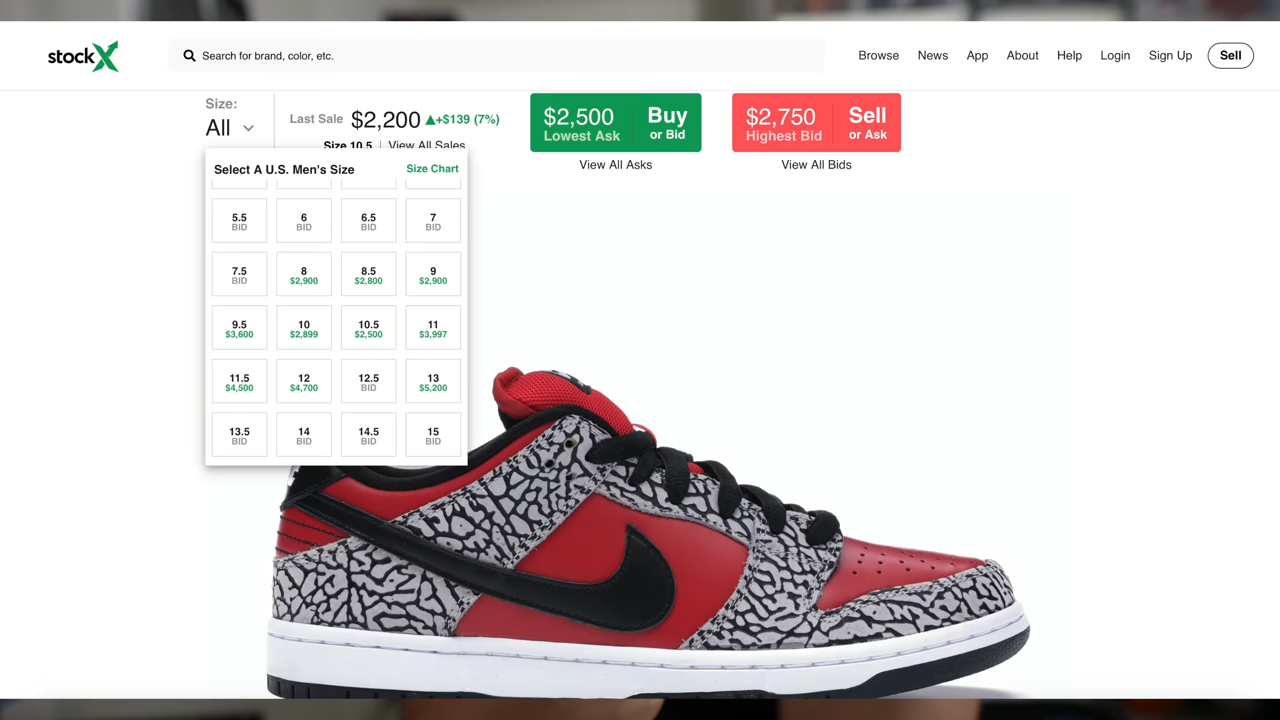 stockX
Search for brand, color, etc.
Browse News App About Help Login Sign Up Sell
Size:
All
Last Sale $2,200 ▲+$139 (7%)
Size 10.5 | View All Sales
$2,500 Buy
Lowest Ask or Bid
View All Asks
$2,750 Sell
Highest Bid or Ask
View All Bids
Select A U.S. Men's Size Size Chart
5.5 6 6.5 7
BID BID BID BID
7.5 8 8.5 9
BID $2,900 $2,800 $2,900
9.5 10 10.5 11
$3,600 $2,899 $2,500 $3,997
11.5 12 12.5 13
$4,500 $4,700 BID $5,200
13.5 14 14.5 15
BID BID BID BID